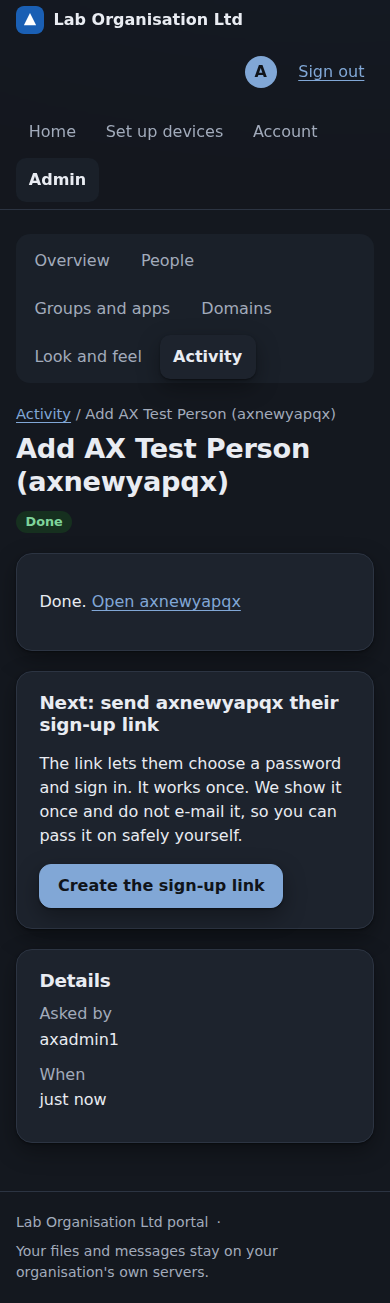 Lab Organisation Ltd
A Sign out
Home Set up devices Account
Admin
Overview People
Groups and apps Domains
Look and feel Activity
Activity / Add AX Test Person (axnewyapqx)
Add AX Test Person
(axnewyapqx)
Done
Done. Open axnewyapqx
Next: send axnewyapqx their
sign-up link
The link lets them choose a password
and sign in. It works once. We show it
once and do not e-mail it, so you can
pass it on safely yourself.
Create the sign-up link
Details
Asked by
axadmin1
When
just now
Lab Organisation Ltd portal ·
Your files and messages stay on your
organisation's own servers.